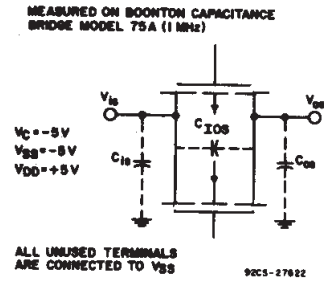 MEASURED ON BOONTON CAPACITANCE
BRIDGE MODEL 75A (1 MHz)
Vis
Vos
CIOS
VC=-5V
VSS=-5V
VDD=+5V
Cis
Cos
ALL UNUSED TERMINALS
ARE CONNECTED TO VSS
92CS-27622